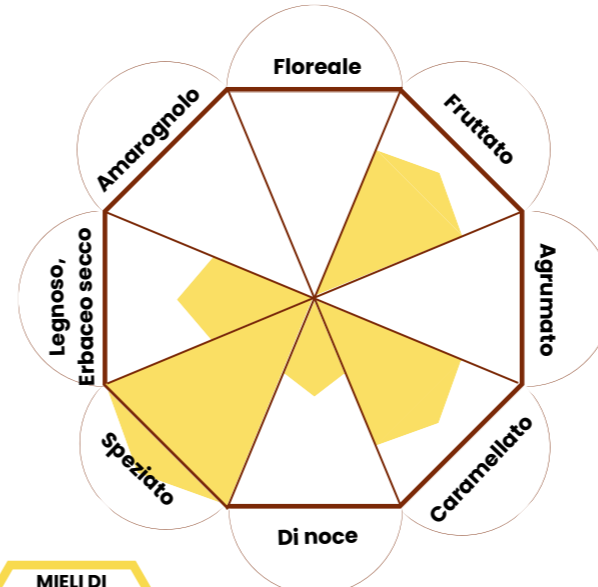 Floreale
Fruttato
Agrumato
Caramellato
Di noce
Speziato
Legnoso,
Erbaceo secco
Amarognolo
MIELI DI